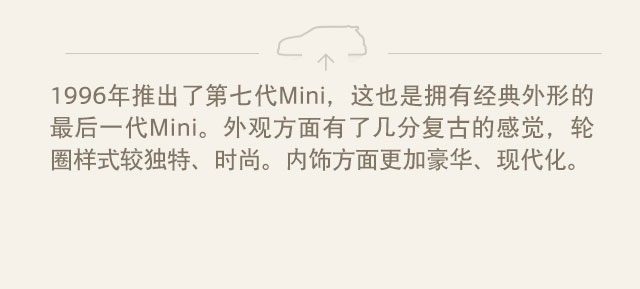 1996年推出了第七代Mini，这也是拥有经典外形的
最后一代Mini。外观方面有了几分复古的感觉，轮
圈样式较独特、时尚。内饰方面更加豪华、现代化。